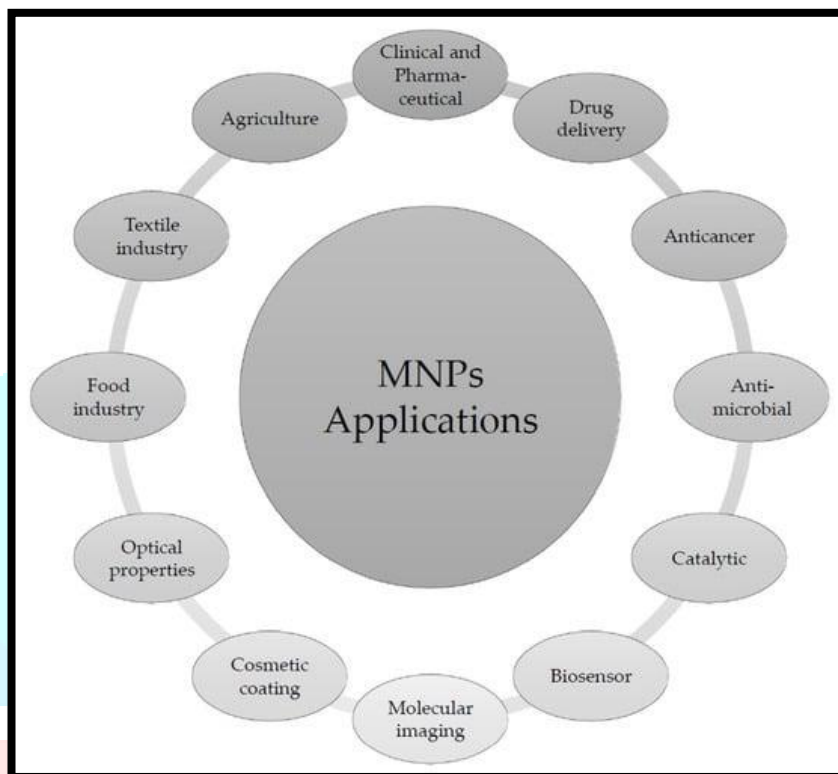 Clinical and
Pharma-
ceutical
Drug
delivery
Anticancer
Anti-
microbial
Catalytic
Biosensor
Molecular
imaging
Cosmetic
coating
Optical
properties
Food
industry
Textile
industry
Agriculture
MNPs
Applications